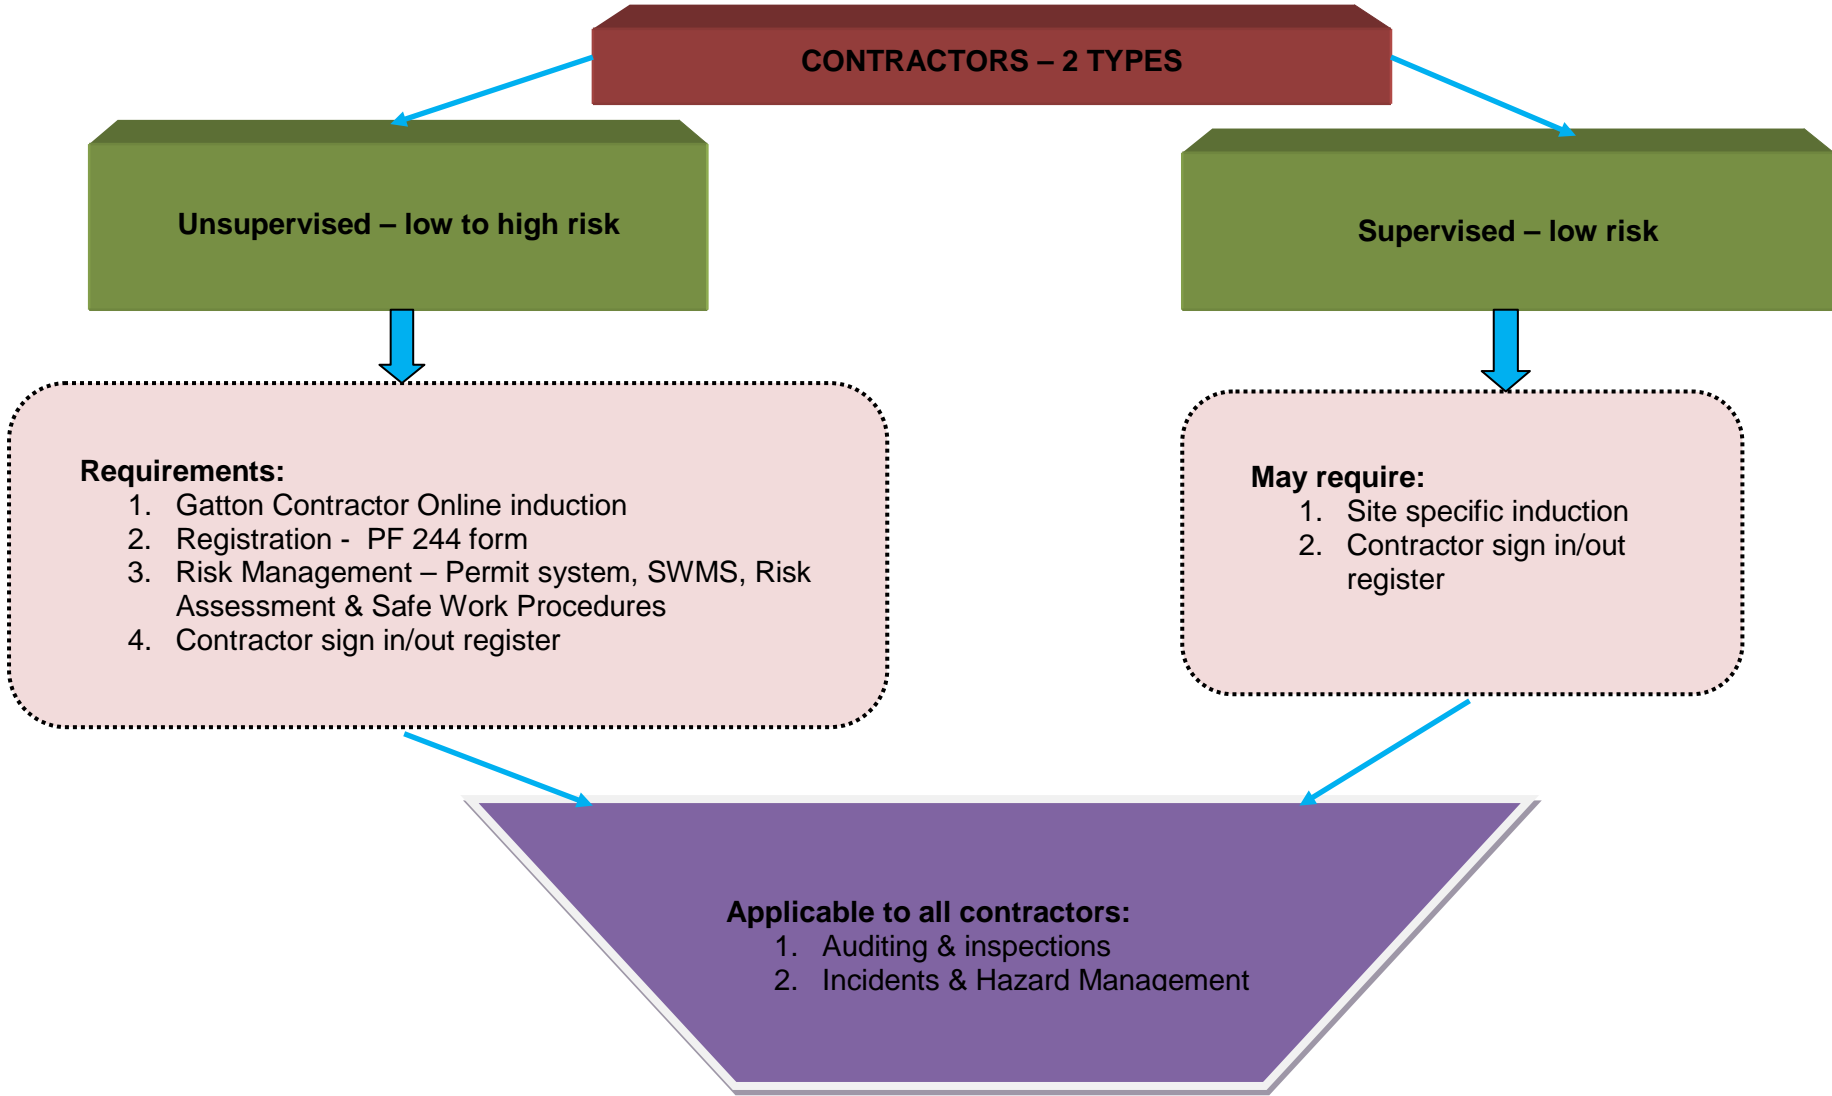 CONTRACTORS – 2 TYPES
Unsupervised – low to high risk
Supervised – low risk
Requirements:
1. Gatton Contractor Online induction
2. Registration - PF 244 form
3. Risk Management – Permit system, SWMS, Risk
Assessment & Safe Work Procedures
4. Contractor sign in/out register
May require:
1. Site specific induction
2. Contractor sign in/out
register
Applicable to all contractors:
1. Auditing & inspections
2. Incidents & Hazard Management